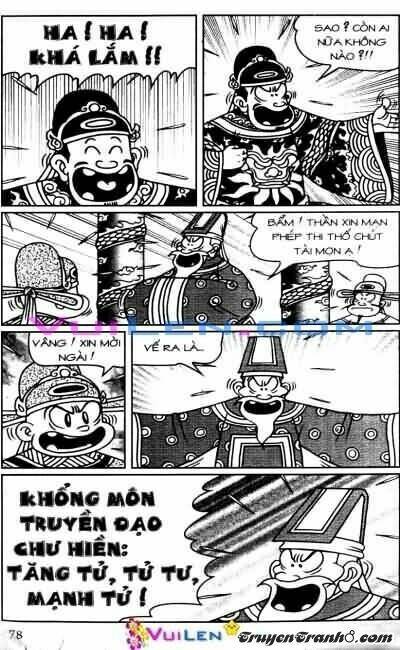 HA! HA!
KHÁ LẮM!!
SAO? CÒN AI
NỮA KHÔNG
NÀO?!!
BẨM! THẦN XIN MẠN
PHÉP THI THỐ CHÚT
TÀI MỌN Ạ!
VUILEN.COM
VÂNG! XIN MỜI
NGÀI!
VẾ RA LÀ...
KHỔNG MÔN
TRUYỀN ĐẠO
CHƯ HIỀN:
TĂNG TỬ, TỬ TƯ,
MẠNH TỬ!
78
VUILEN
TruyenTranh8.com